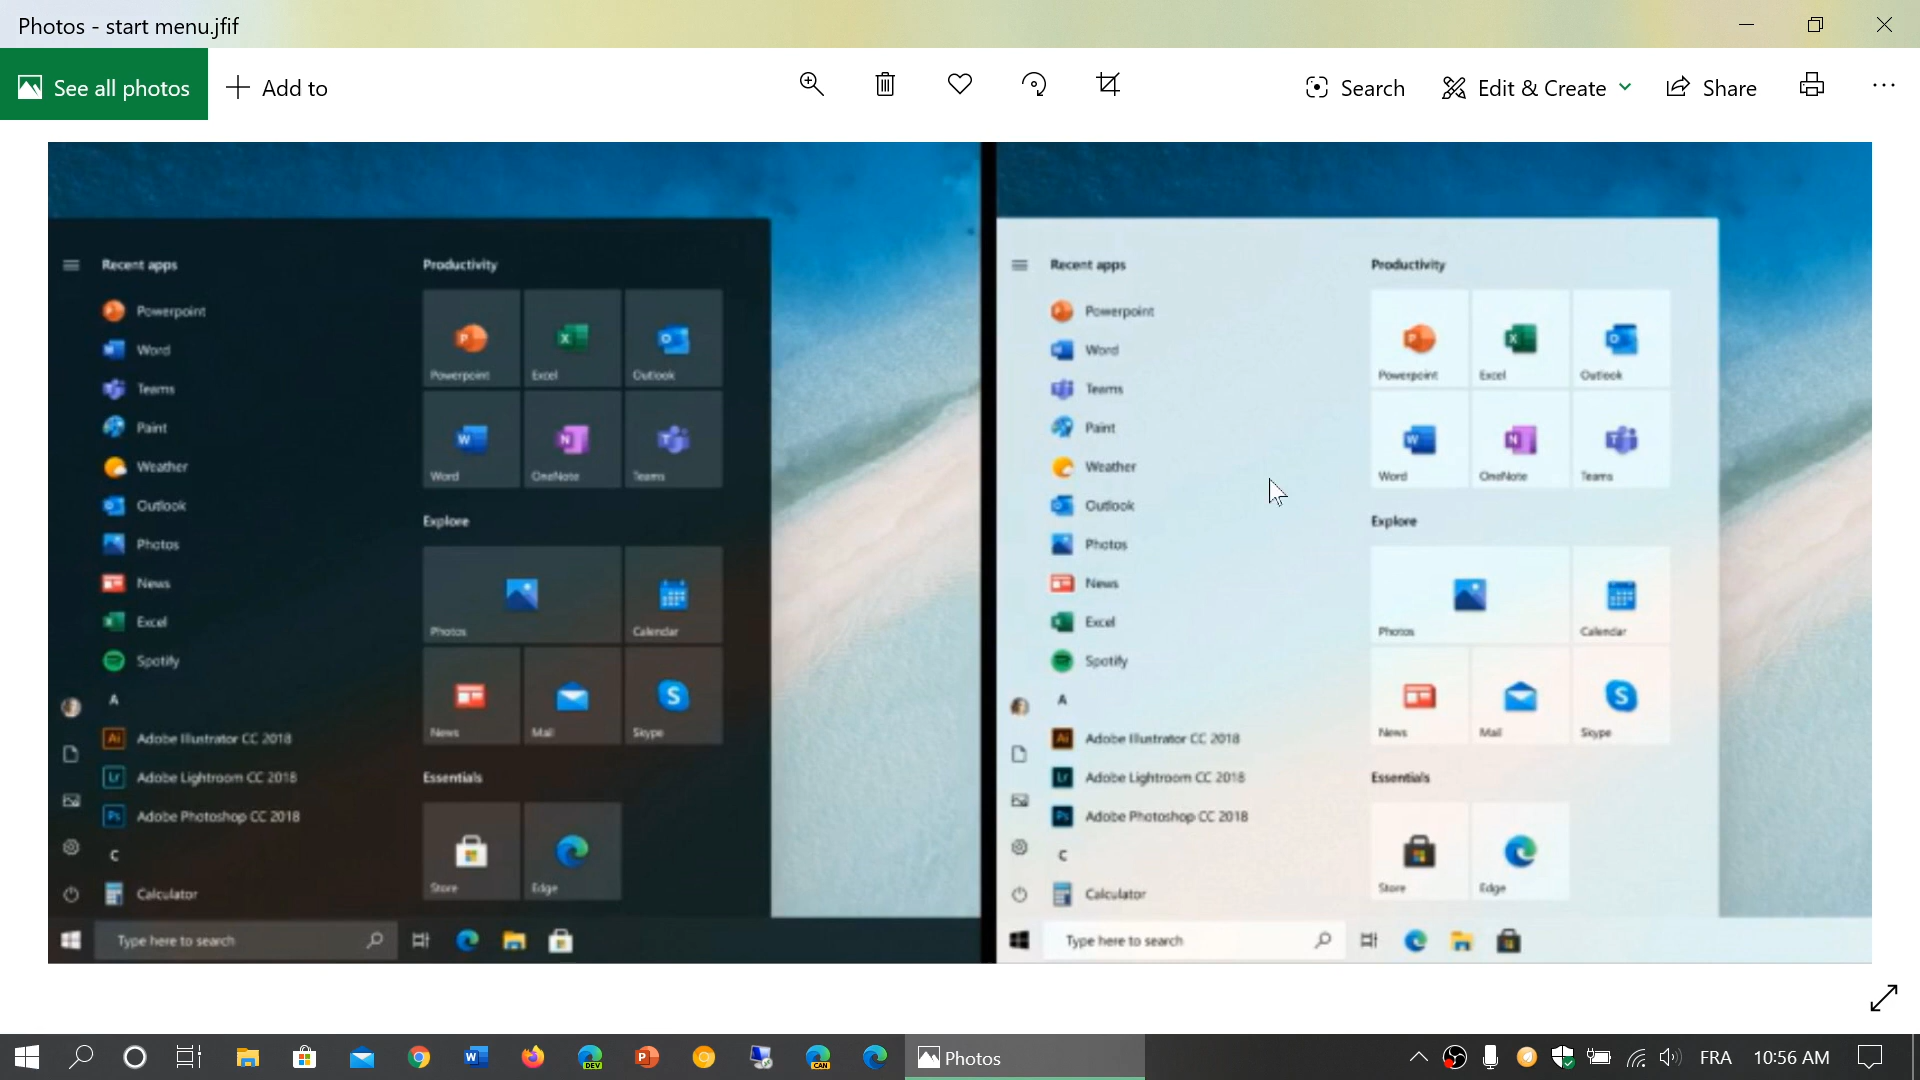 Photos - start menu.jfif
See all photos
Add to
Search
Edit & Create
Share
Recent apps
Powerpoint
Word
Teams
Paint
Weather
Outlook
Photos
News
Excel
Spotify
A
Adobe Illustrator CC 2018
Adobe Lightroom CC 2018
Adobe Photoshop CC 2018
C
Calculator
Productivity
Powerpoint
Excel
Outlook
Word
OneNote
Teams
Explore
Photos
Calendar
News
Mail
Skype
Essentials
Store
Edge
Type here to search
Recent apps
Powerpoint
Word
Teams
Paint
Weather
Outlook
Photos
News
Excel
Spotify
A
Adobe Illustrator CC 2018
Adobe Lightroom CC 2018
Adobe Photoshop CC 2018
C
Calculator
Productivity
Powerpoint
Excel
Outlook
Word
OneNote
Teams
Explore
Photos
Calendar
News
Mail
Skype
Essentials
Store
Edge
Type here to search
DEV
CAN
Photos
FRA
10:56 AM